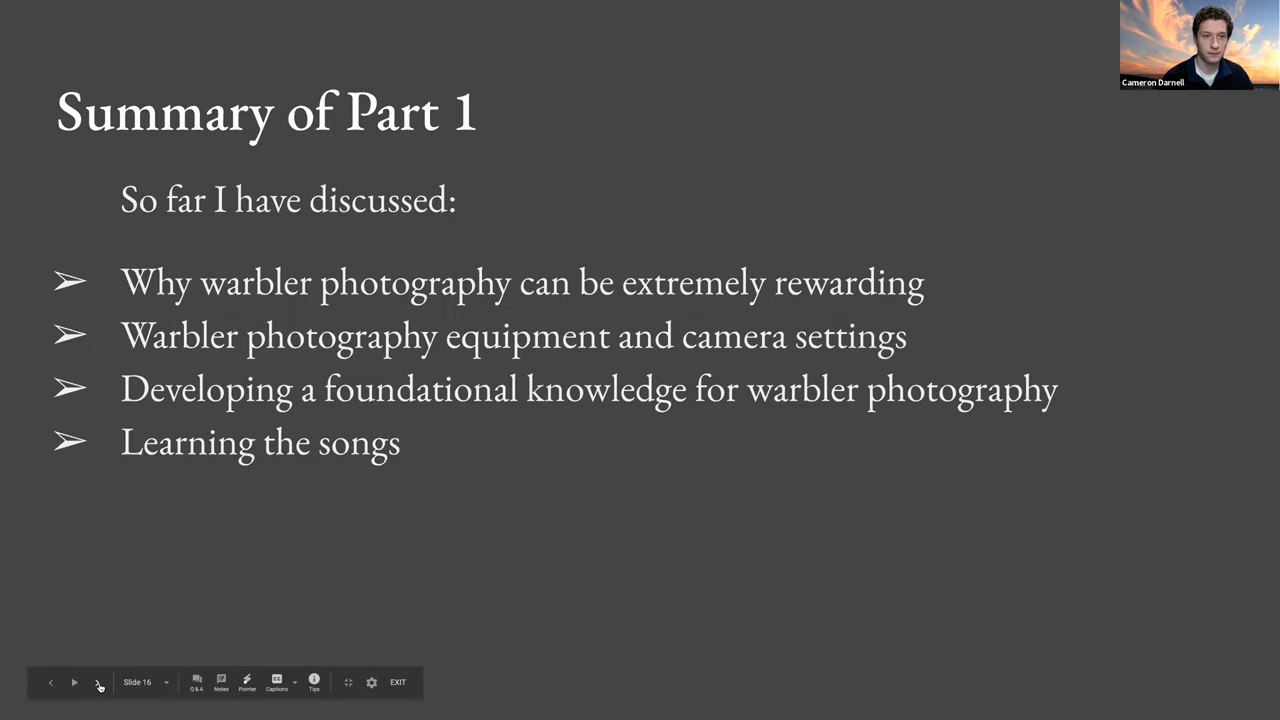 Cameron Darnell
Summary of Part 1
So far I have discussed:
➢ Why warbler photography can be extremely rewarding
➢ Warbler photography equipment and camera settings
➢ Developing a foundational knowledge for warbler photography
➢ Learning the songs
Slide 16
Q&A
Notes
Pointer
CC
Captions
Tips
EXIT